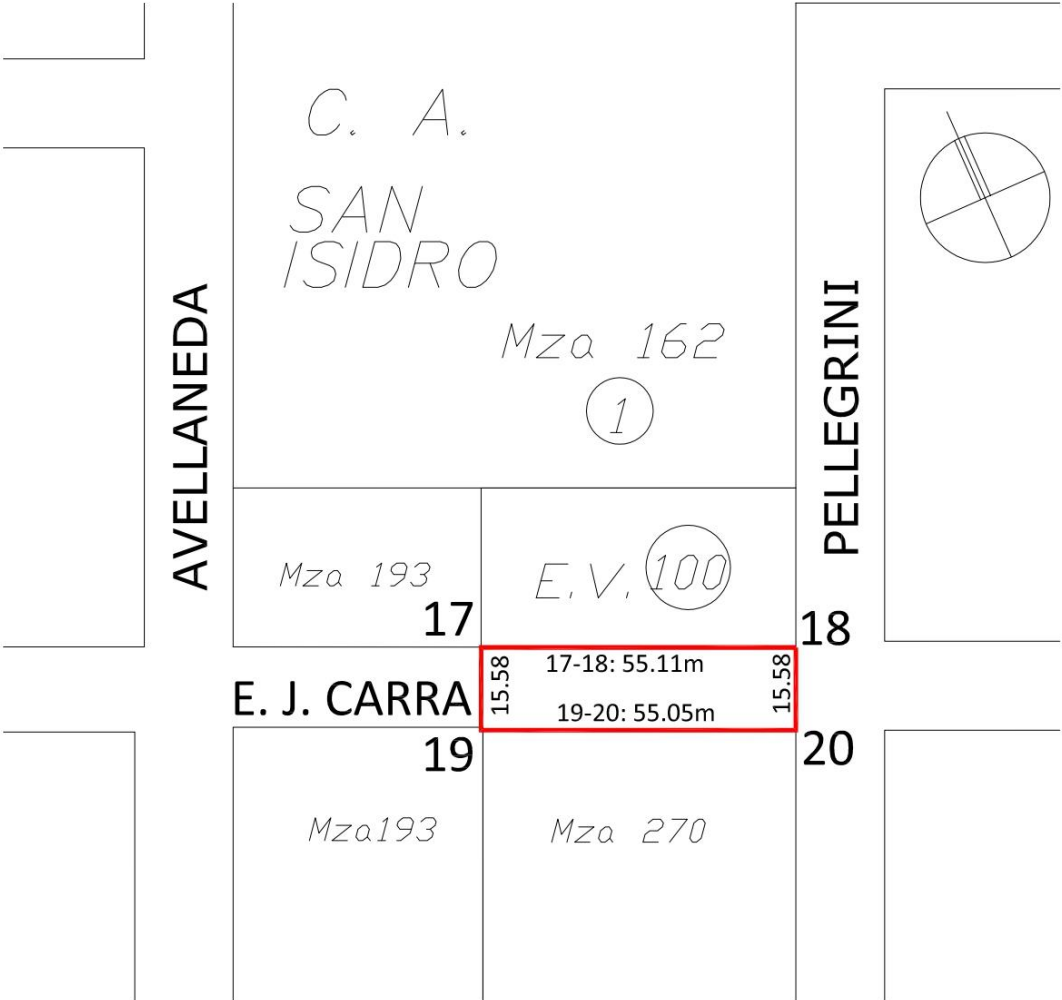 C. A.
SAN
ISIDRO
Mza 162
1
AVELLANEDA
PELLEGRINI
Mza 193
E.V. 100
17
18
17-18: 55.11m
15.58
15.58
E. J. CARRA
19-20: 55.05m
19
20
Mza193
Mza 270